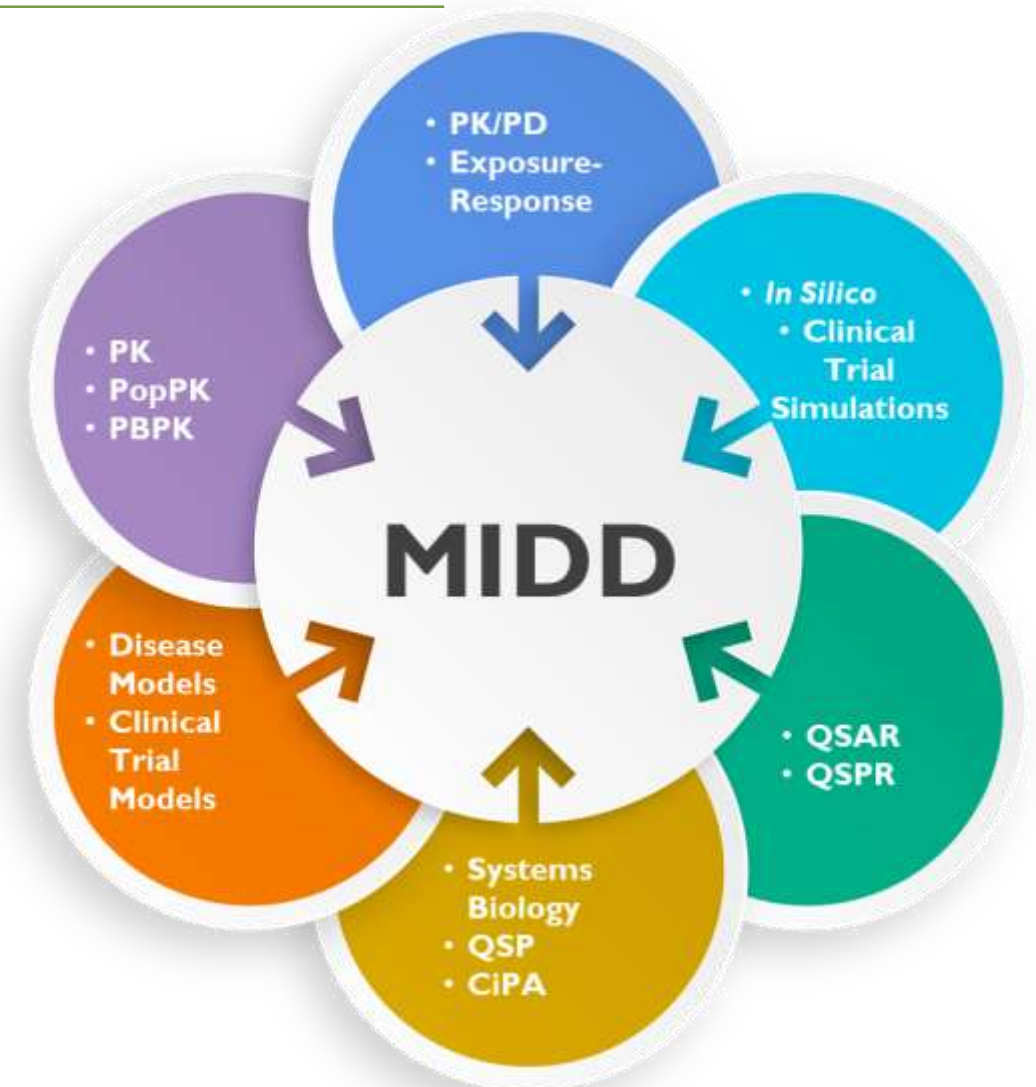 • PK/PD
• Exposure-
Response
• In Silico
• Clinical
Trial
Simulations
• PK
• PopPK
• PBPK
MIDD
• Disease
Models
• Clinical
Trial
Models
• QSAR
• QSPR
• Systems
Biology
• QSP
• CiPA